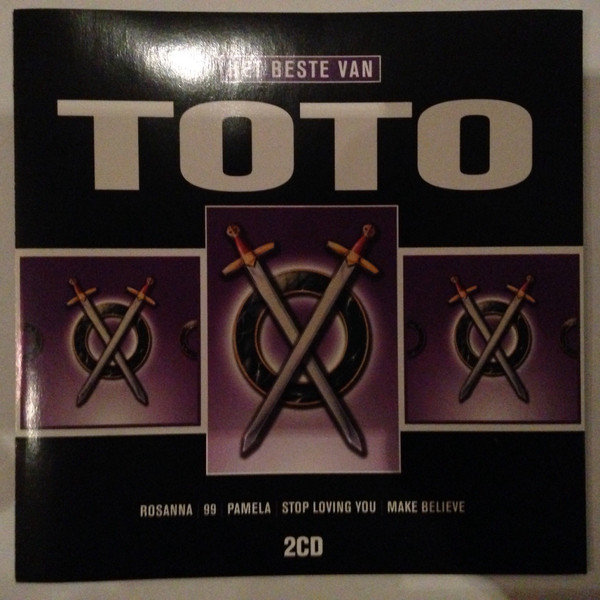 HET BESTE VAN
TOTO
ROSANNA | 99 | PAMELA | STOP LOVING YOU | MAKE BELIEVE
2CD